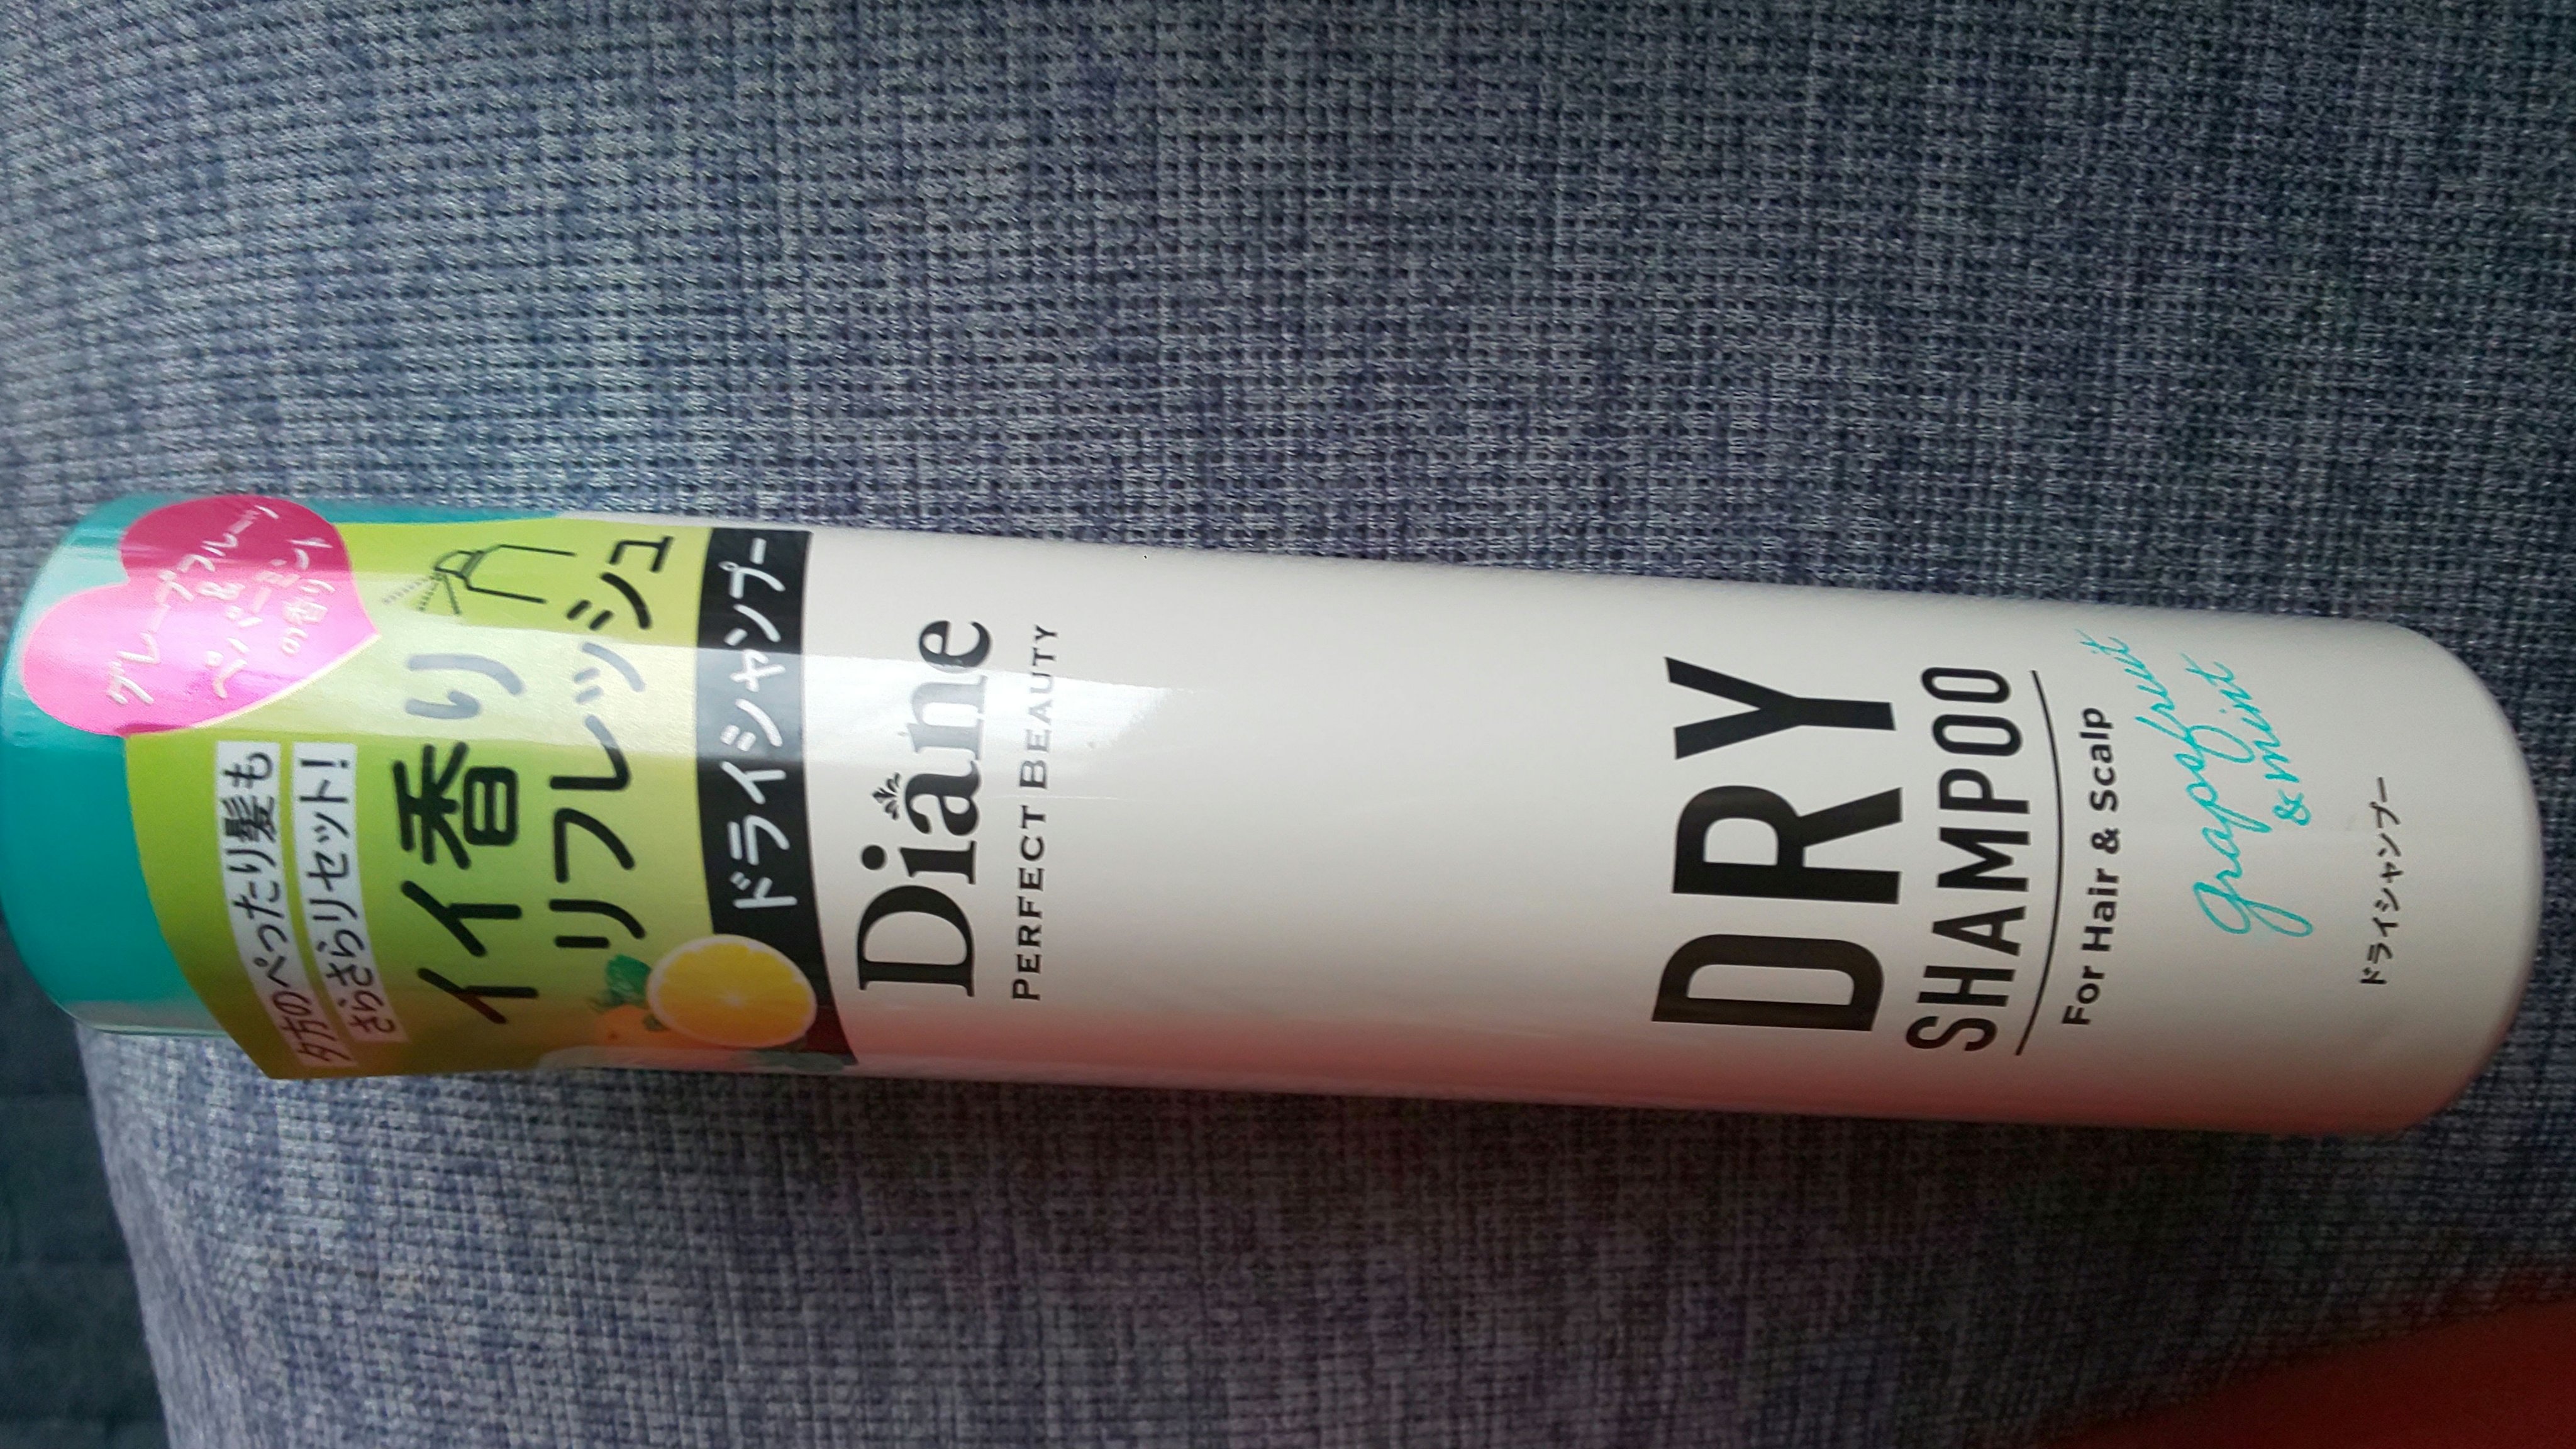 グレープフルーツ
&
ペパーミント
の香り
夕方のぺったり髪も
さらさらリセット!
イイ香り
リフレッシュ
ドライシャンプー
Diane
PERFECT BEAUTY
DRY
SHAMPOO
For Hair & Scalp
grapefruit
& mint
ドライシャンプー